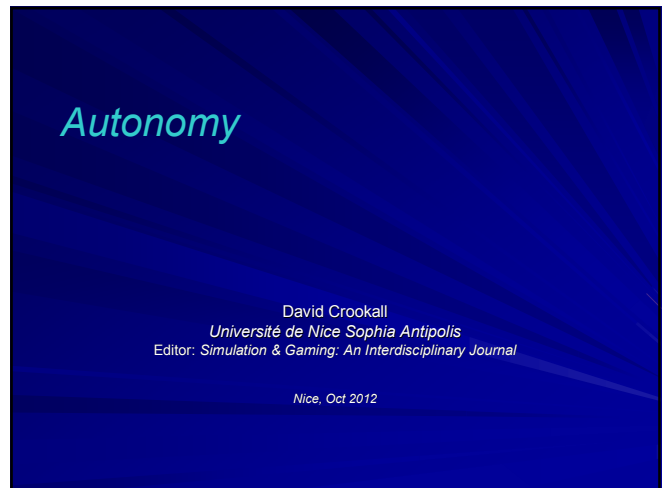 Autonomy
David Crookall
Université de Nice Sophia Antipolis
Editor: Simulation & Gaming: An Interdisciplinary Journal
Nice, Oct 2012